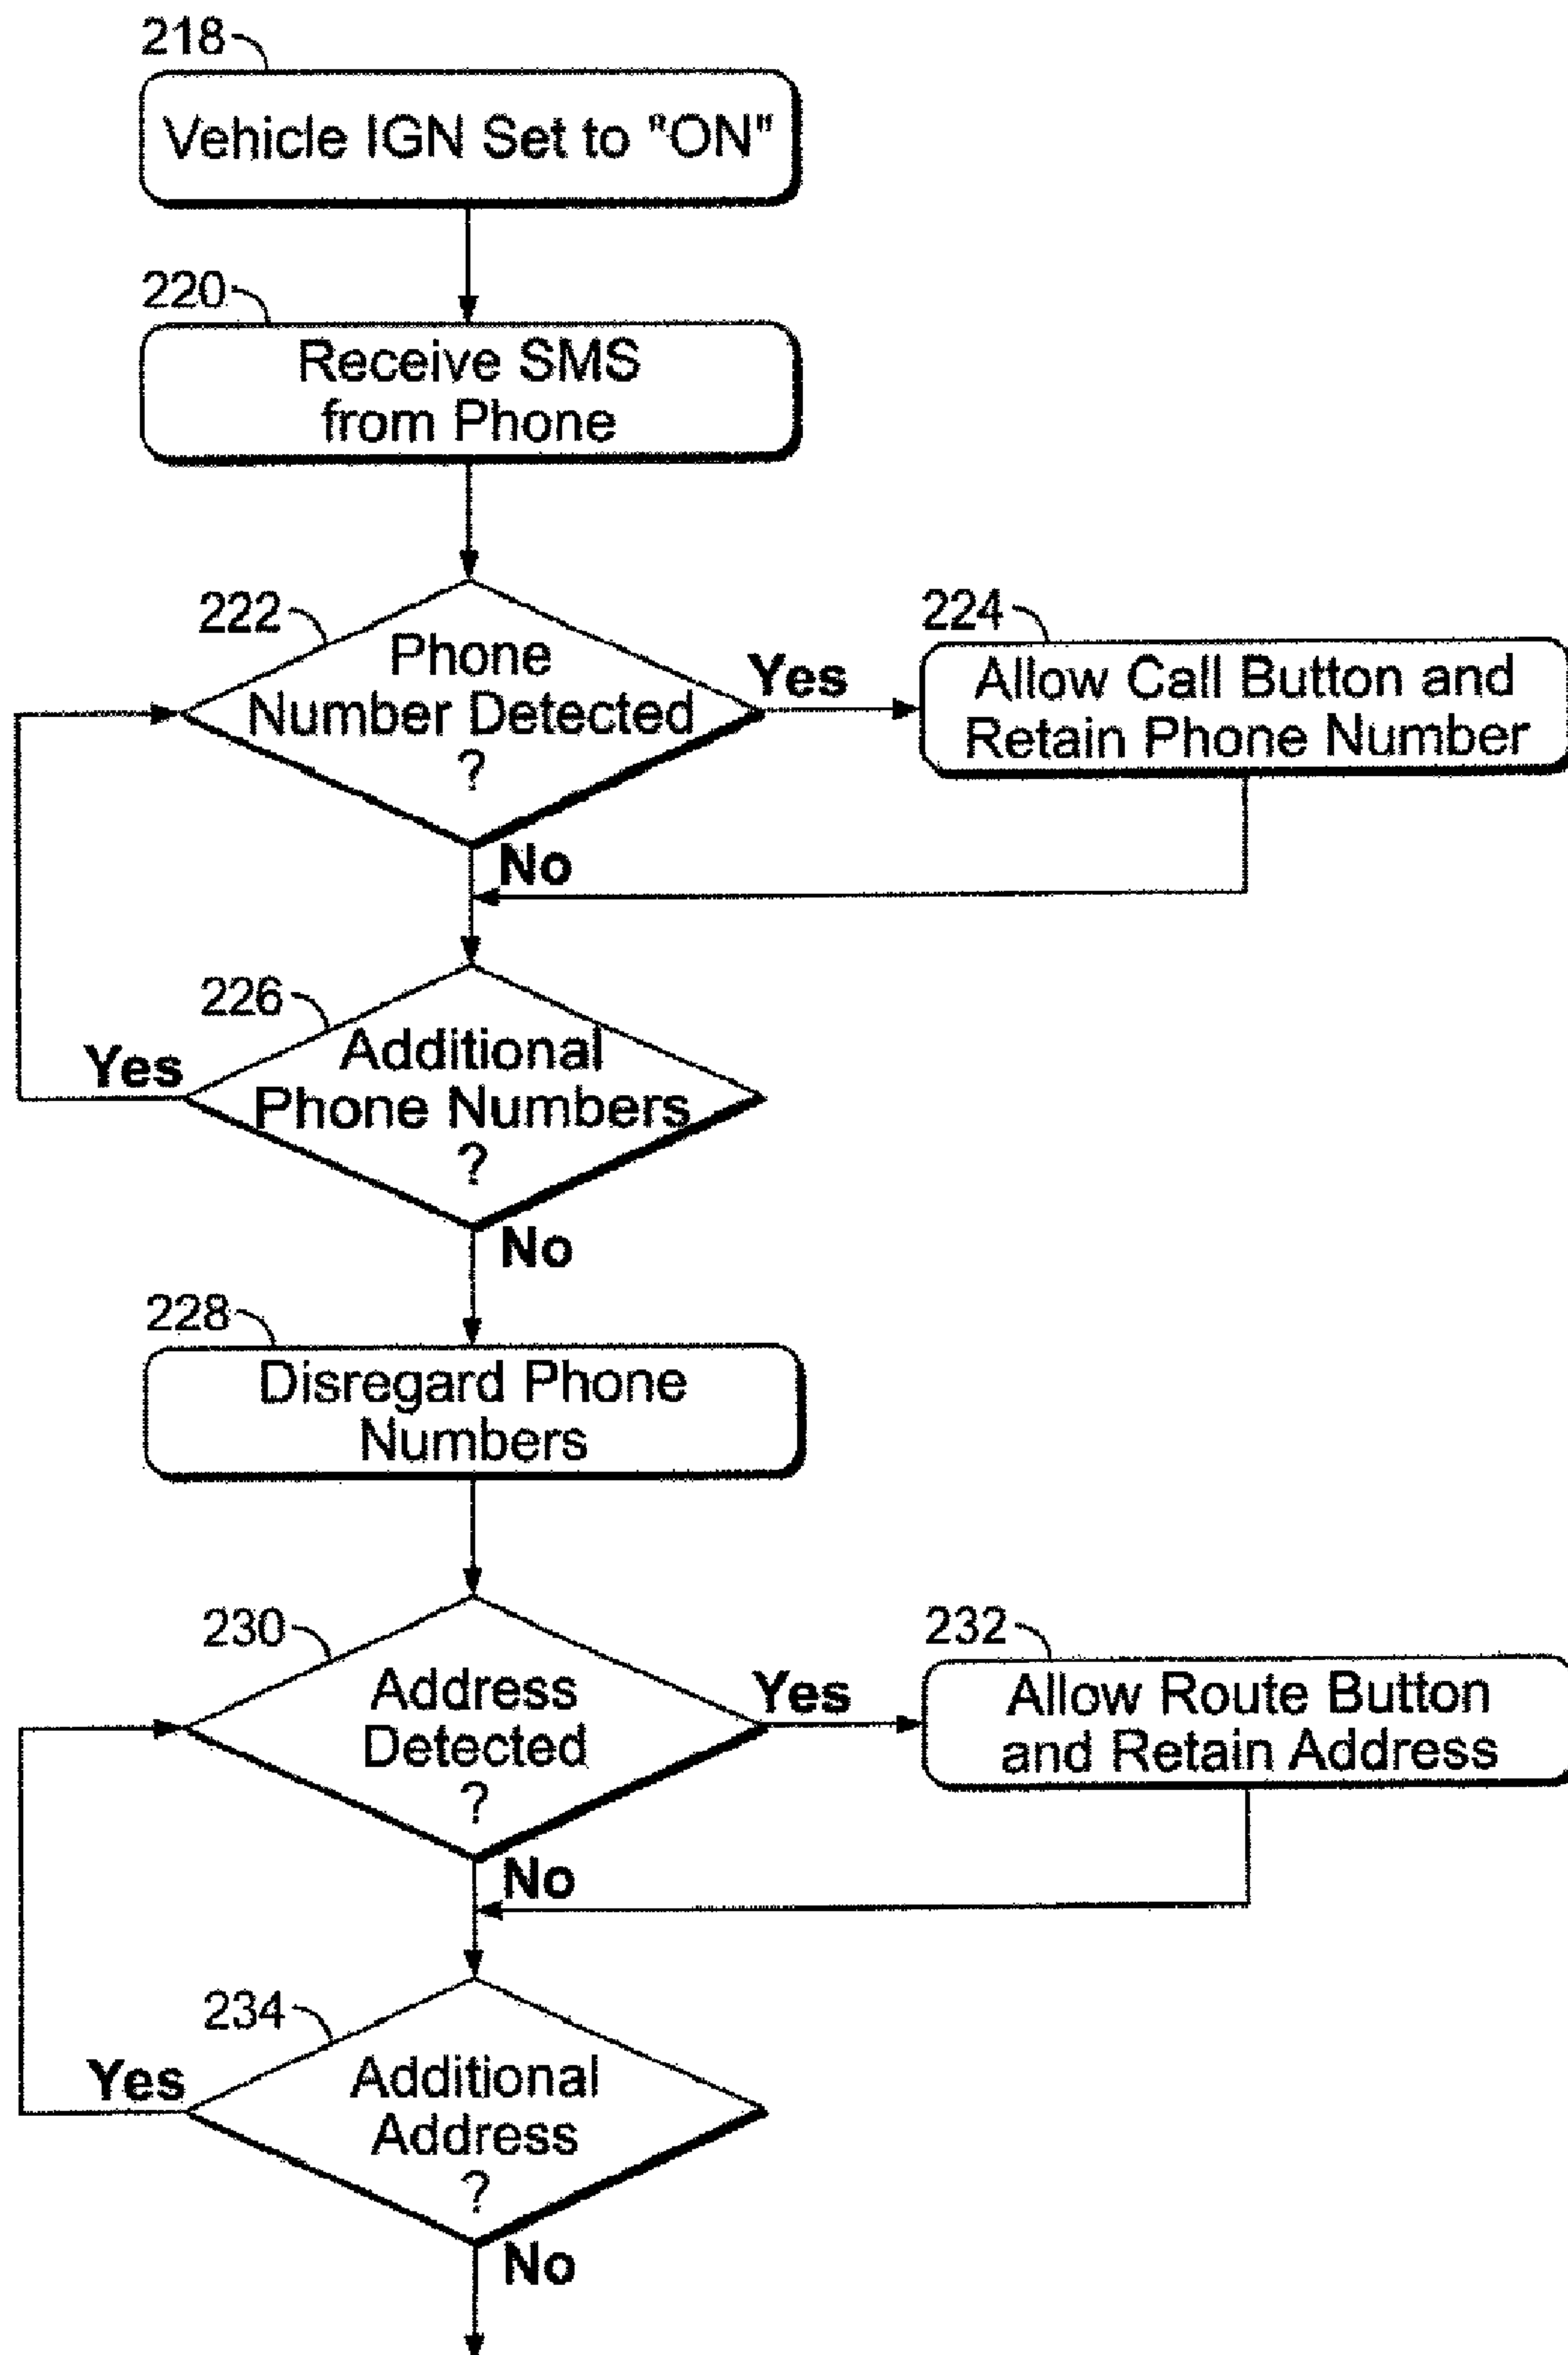 218
Vehicle IGN Set to "ON"
220
Receive SMS
from Phone
222
Phone
Number Detected
?
Yes
224
Allow Call Button and
Retain Phone Number
No
226
Additional
Phone Numbers
?
Yes
No
228
Disregard Phone
Numbers
230
Address
Detected
?
Yes
232
Allow Route Button
and Retain Address
No
234
Additional
Address
?
Yes
No